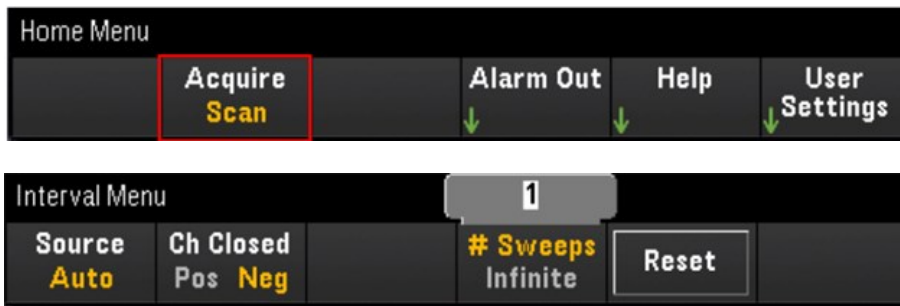 Home Menu
Acquire Alarm Out Help User
Scan Settings
Interval Menu 1
Source Ch Closed # Sweeps Reset
Auto Pos Neg Infinite